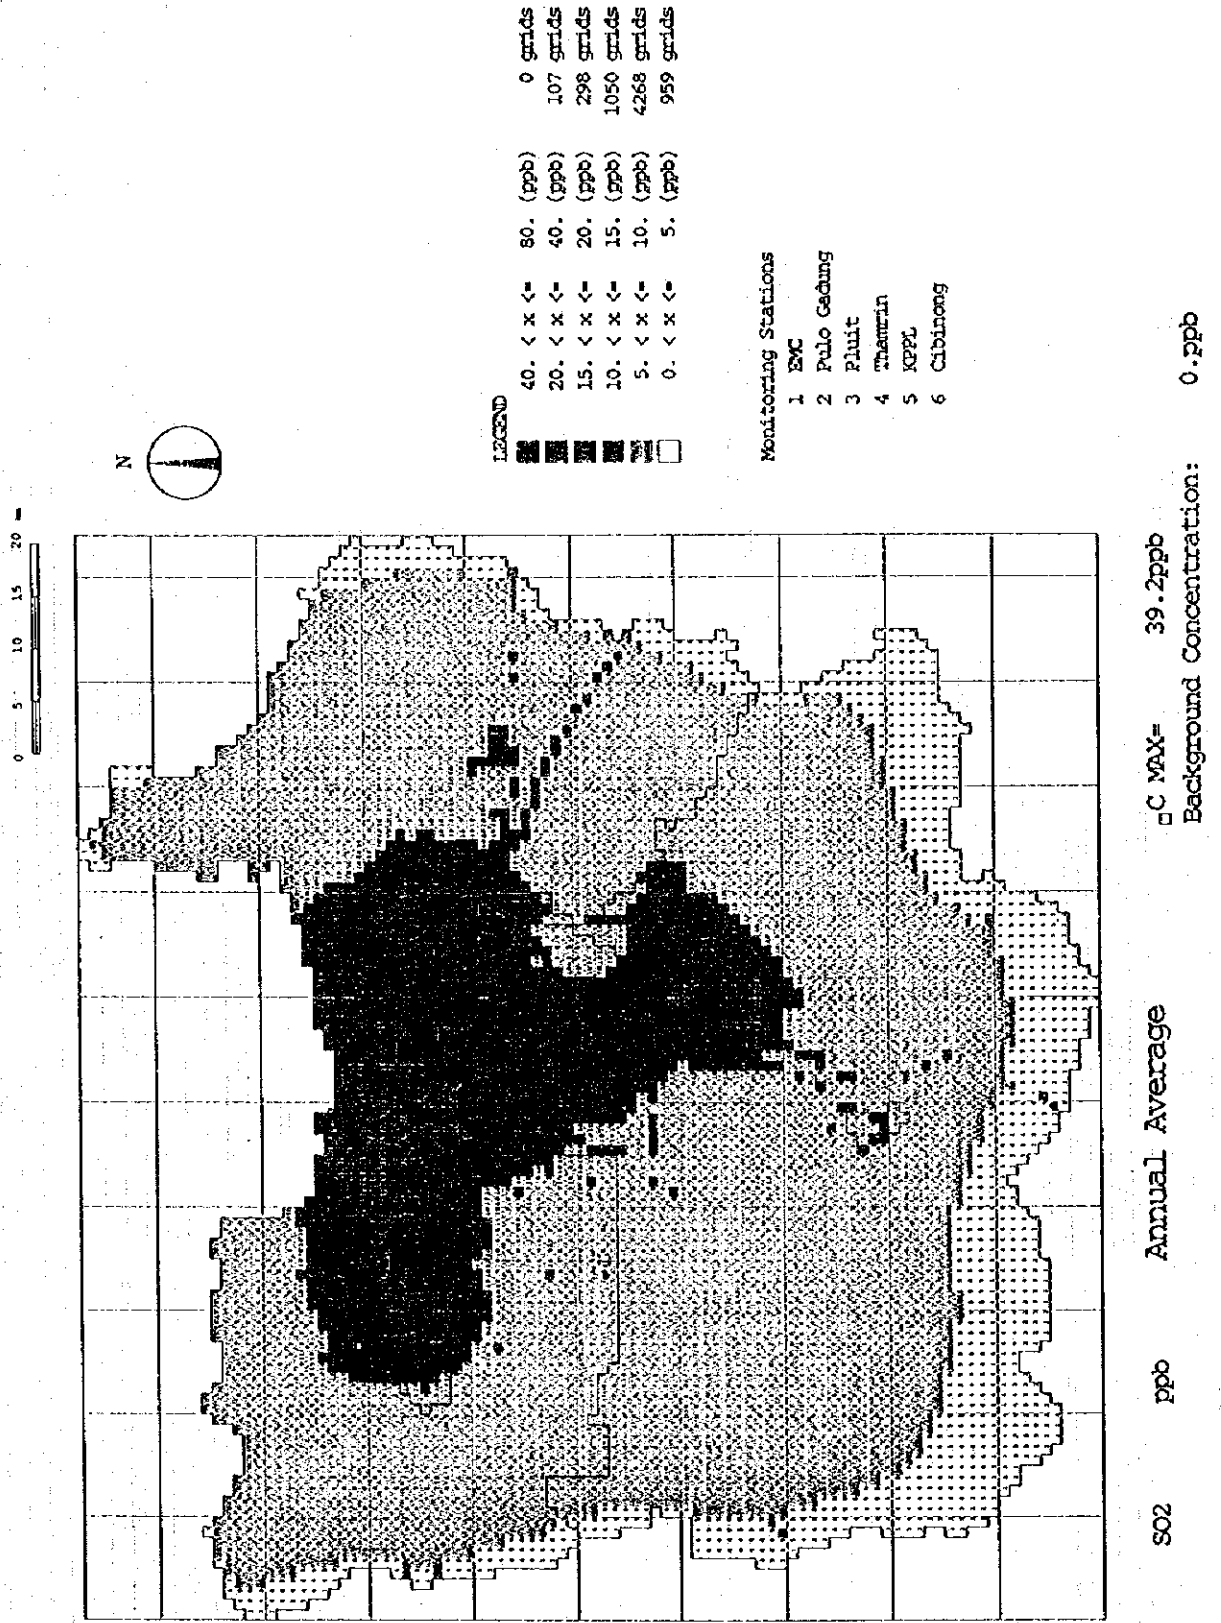 0 5 10 15 20
N
LEGEND
40. < x <= 80. (ppb) 0 grids
20. < x <= 40. (ppb) 107 grids
15. < x <= 20. (ppb) 298 grids
10. < x <= 15. (ppb) 1050 grids
5. < x <= 10. (ppb) 4268 grids
0. < x <= 5. (ppb) 959 grids
Monitoring Stations
1 EMC
2 Pulo Gadung
3 Pluit
4 Thamrin
5 KPPL
6 Cibinong
SO2 ppb Annual Average □C MAX= 39.2ppb
Background Concentration: 0.ppb